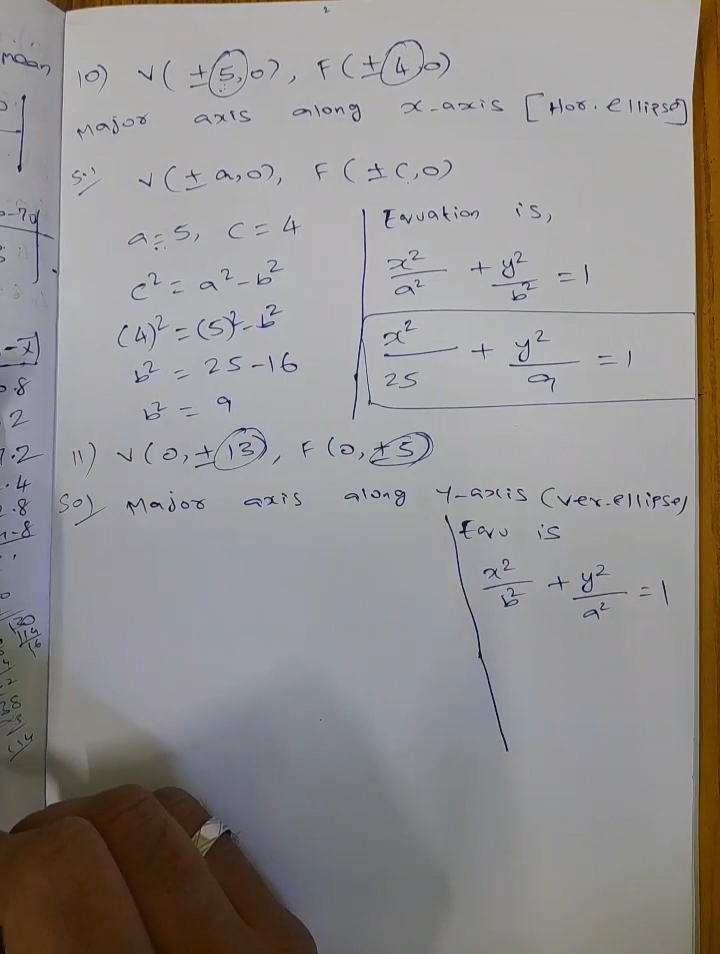 2
10) V(±5,0), F(±4,0)
Major axis along x-axis [Hor. ellipse]
Sol V(±a,0), F(±C,0)
a=5, C=4
c² = a²-b²
(4)² = (5)²-b²
b² = 25-16
b² = 9
Equation is,
x²/a² + y²/b² = 1
x²/25 + y²/9 = 1
11) V(0,±13), F(0,±5)
Sol Major axis along Y-axis (ver.ellipse)
Equ is
x²/b² + y²/a² = 1
mean